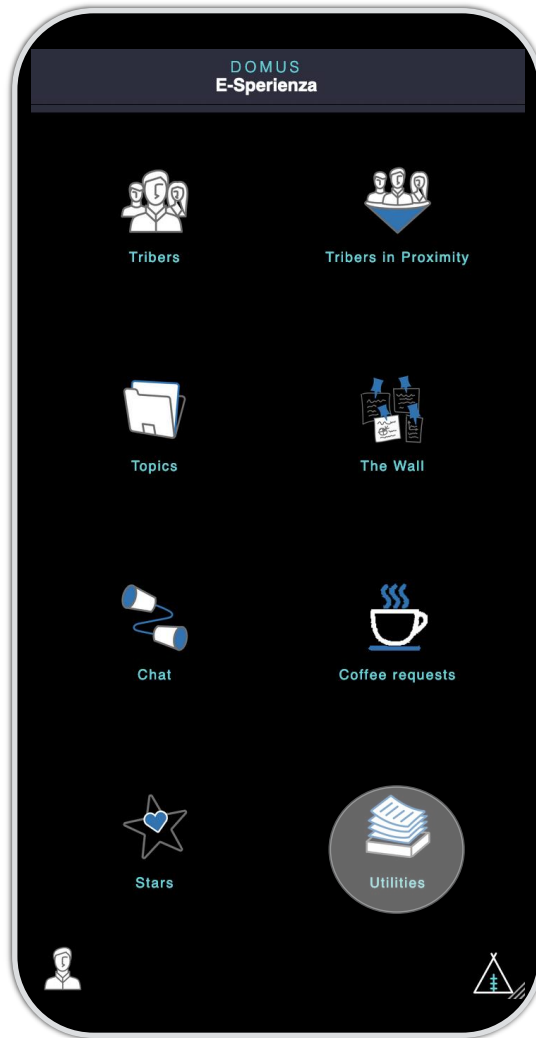 DOMUS
E-Sperienza
Tribers
Tribers in Proximity
Topics
The Wall
Chat
Coffee requests
Stars
Utilities